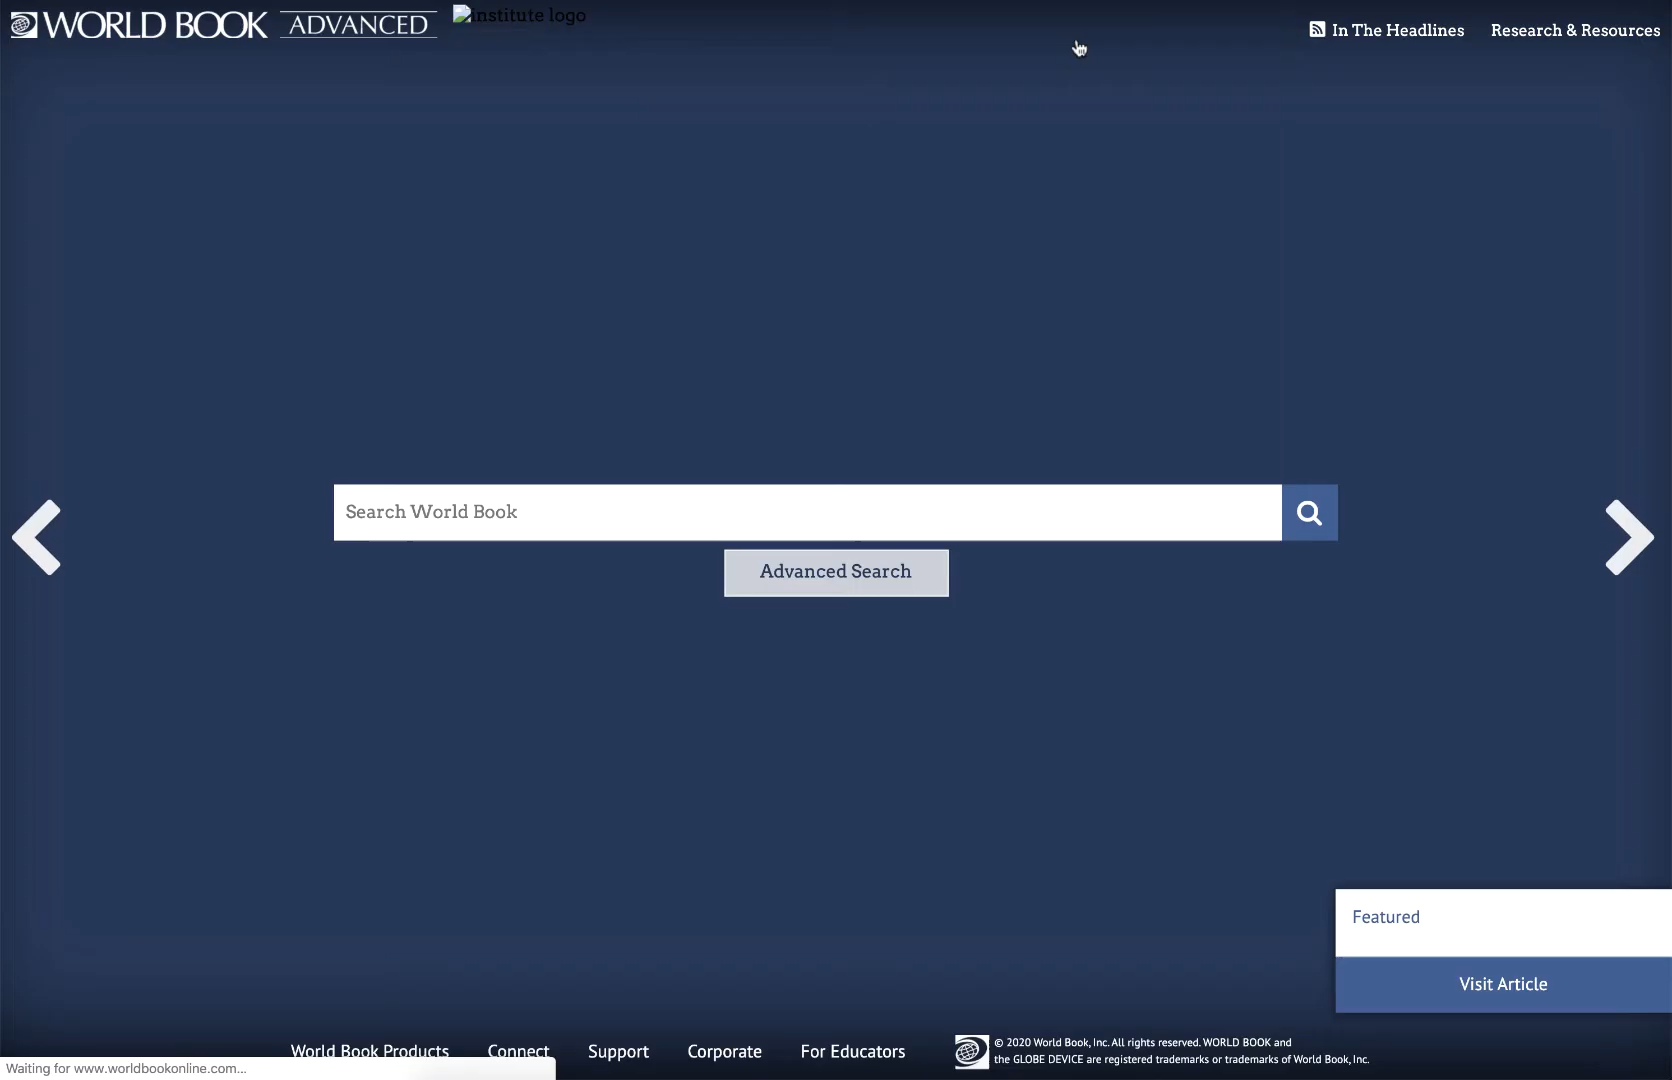 WORLD BOOK ADVANCED
institute logo
In The Headlines
Research & Resources
Search World Book
Advanced Search
Featured
Visit Article
World Book Products
Connect
Support
Corporate
For Educators
© 2020 World Book, Inc. All rights reserved. WORLD BOOK and
the GLOBE DEVICE are registered trademarks or trademarks of World Book, Inc.
Waiting for www.worldbookonline.com...